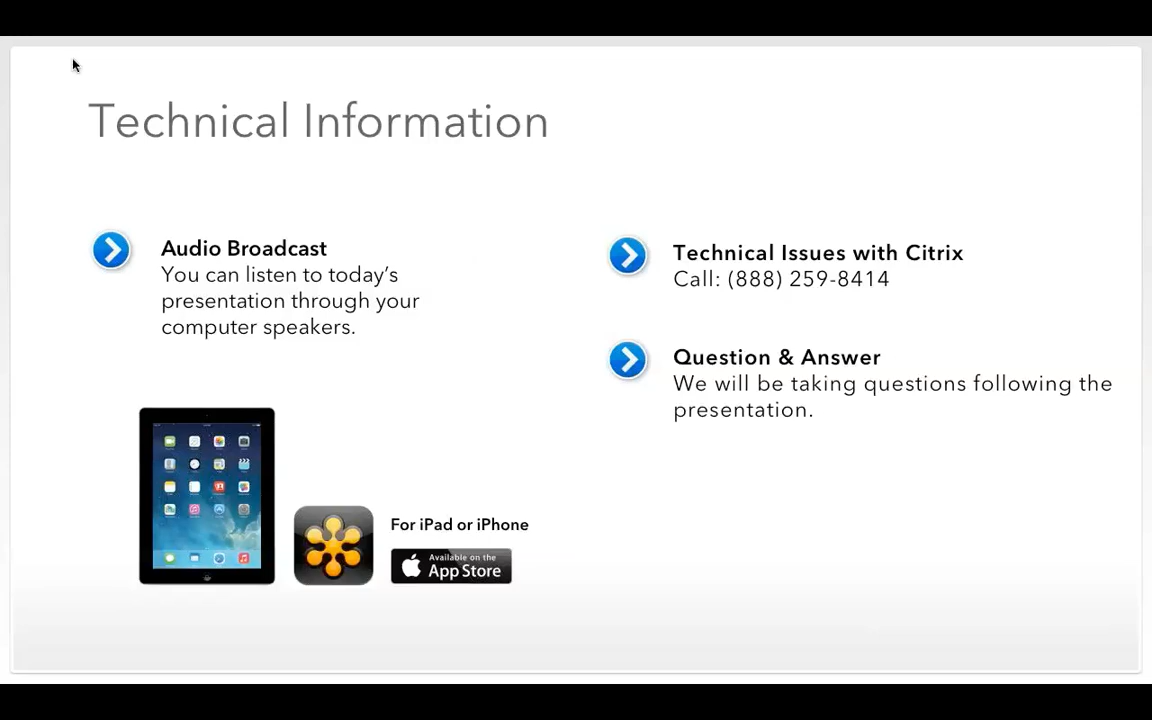 Technical Information
Audio Broadcast
You can listen to today’s
presentation through your
computer speakers.
For iPad or iPhone
Available on the
App Store
Technical Issues with Citrix
Call: (888) 259-8414
Question & Answer
We will be taking questions following the
presentation.